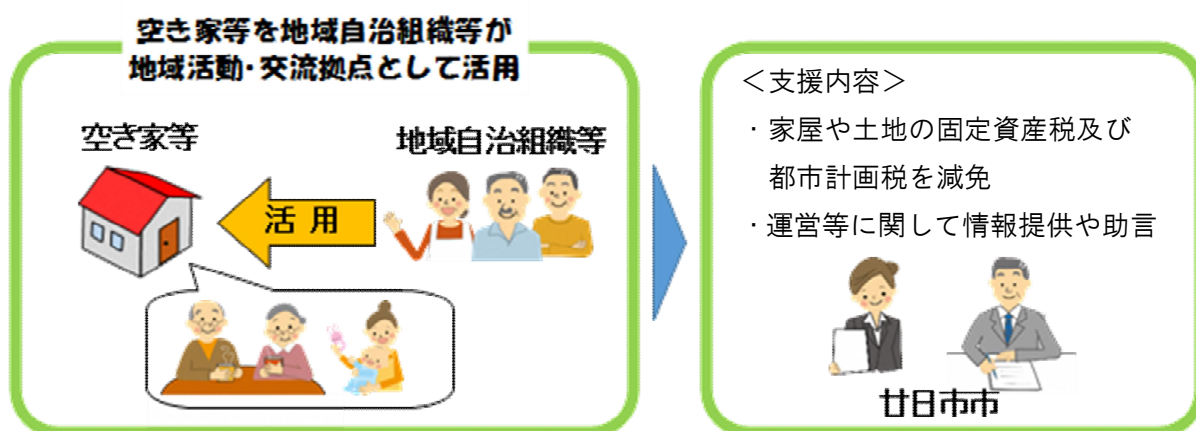 空き家等を地域自治組織等が
地域活動・交流拠点として活用
空き家等
地域自治組織等
活用
＜支援内容＞
・家屋や土地の固定資産税及び
都市計画税を減免
・運営等に関して情報提供や助言
廿日市市